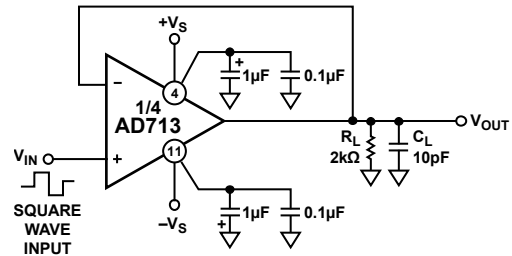 +VS
+
1µF
0.1µF
−
4
1/4
AD713
VOUT
RL
2kΩ
CL
10pF
VIN
+
11
SQUARE
WAVE
INPUT
−VS
1µF
0.1µF
+